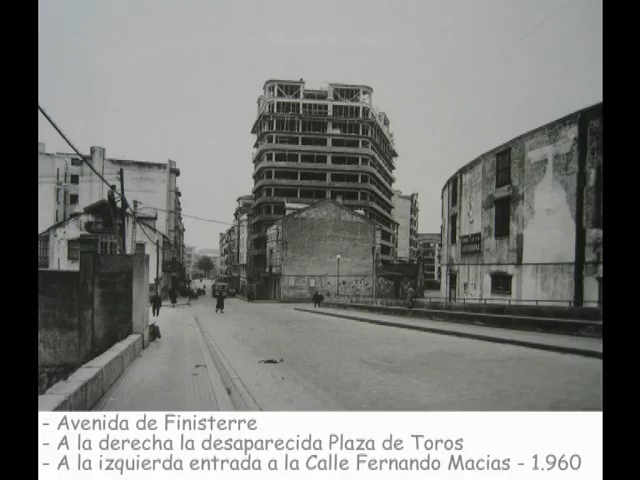 - Avenida de Finisterre
- A la derecha la desaparecida Plaza de Toros
- A la izquierda entrada a la Calle Fernando Macias - 1.960